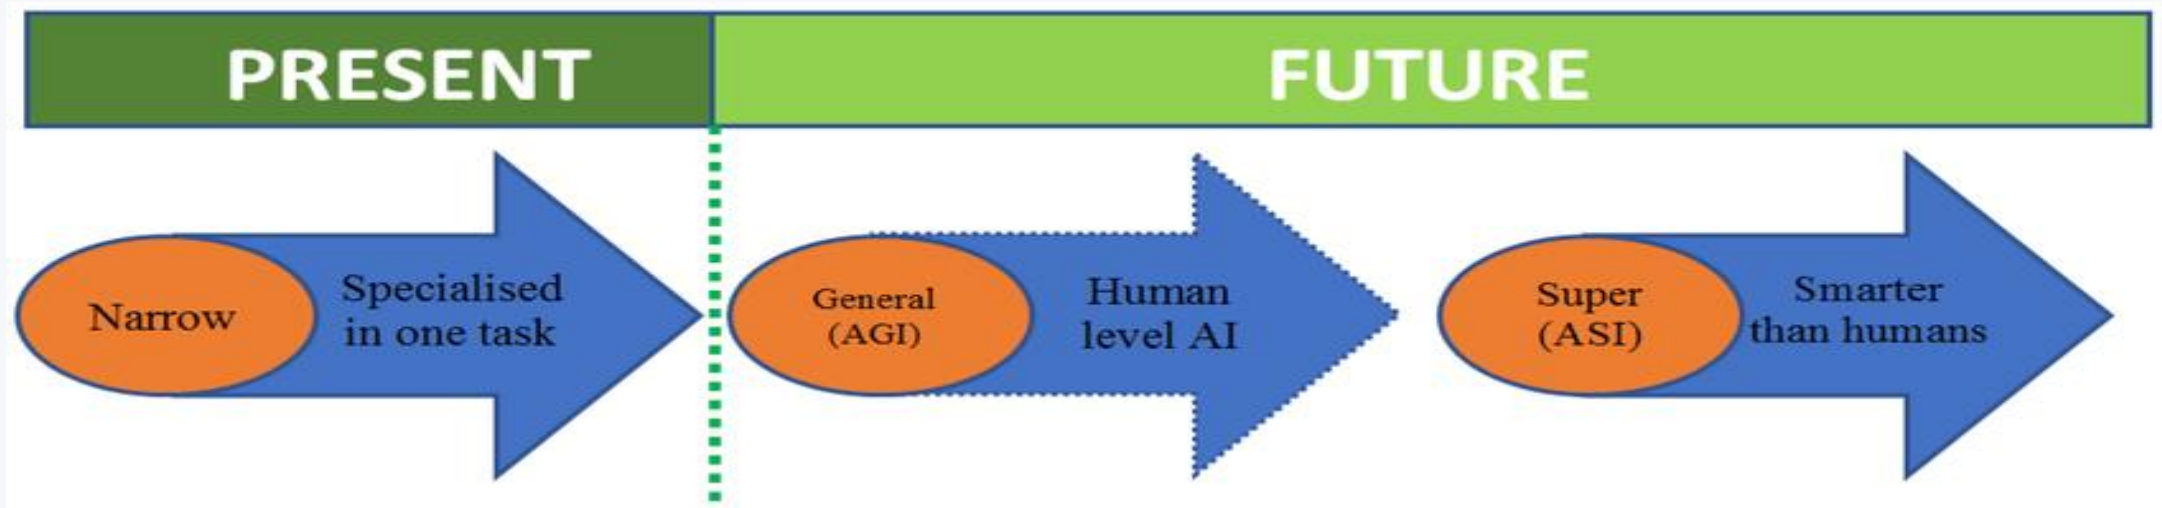 PRESENT
FUTURE
Narrow
Specialised
in one task
General
(AGI)
Human
level AI
Super
(ASI)
Smarter
than humans